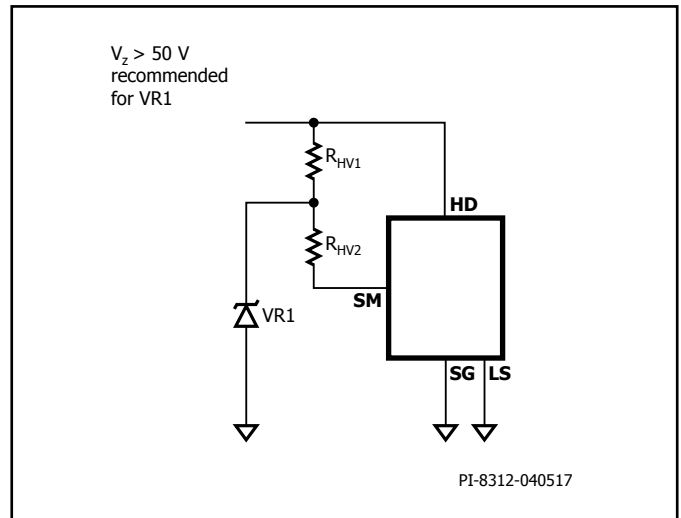 Vz > 50 V
recommended
for VR1
RHV1
HD
RHV2
SM
VR1
SG LS
PI-8312-040517